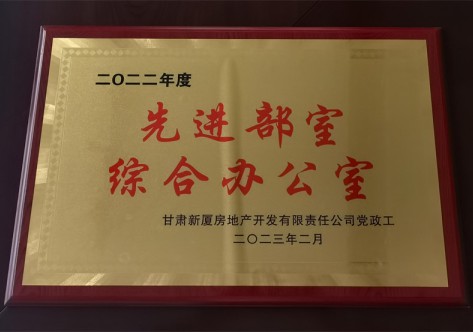 二〇二二年度
先进部室
综合办公室
甘肃新厦房地产开发有限责任公司党政工
二〇二三年二月